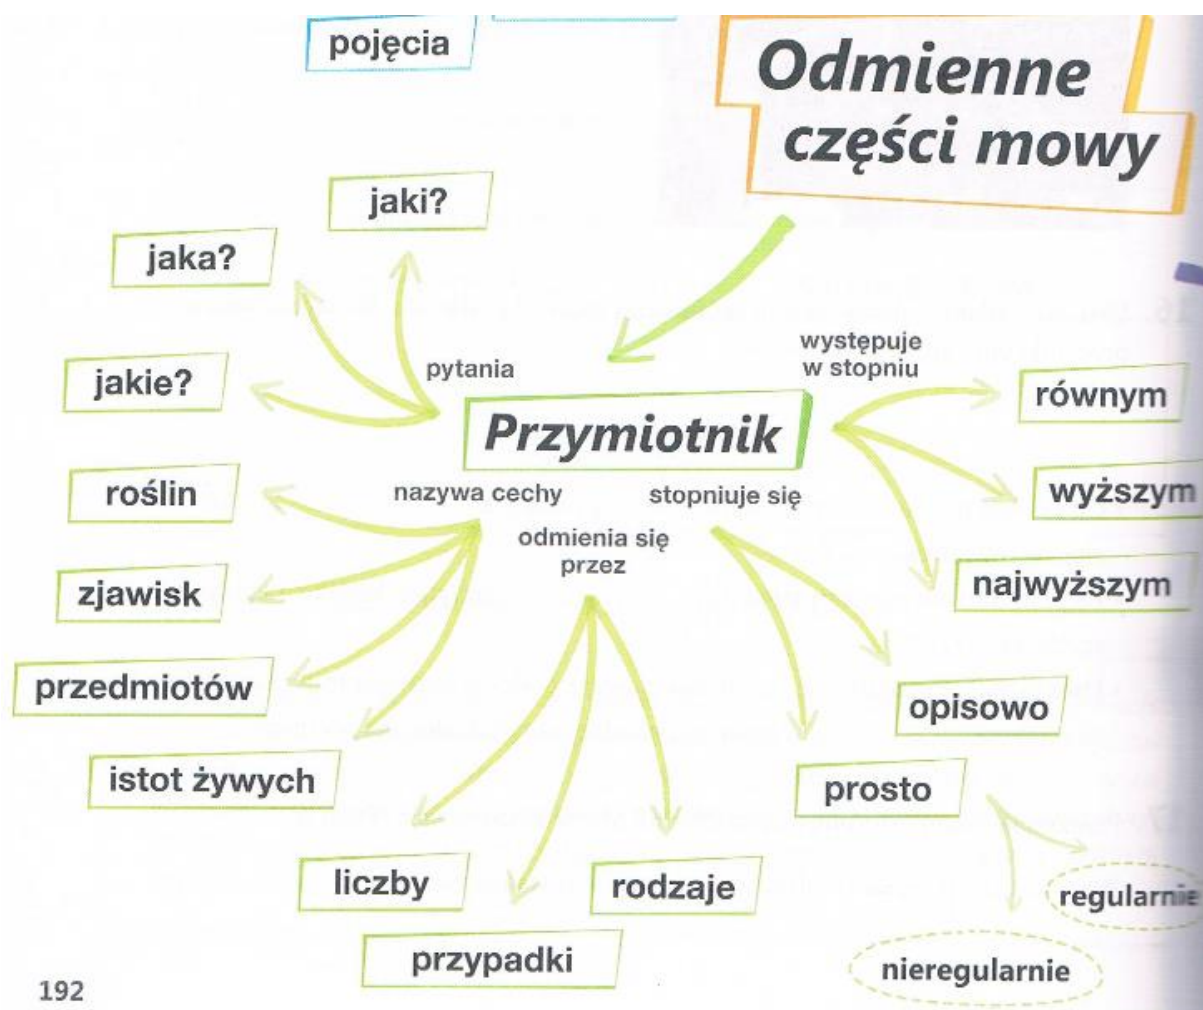 pojęcia
Odmienne
części mowy
jaki?
jaka?
jakie?
pytania
występuje
w stopniu
równym
wyższym
najwyższym
Przymiotnik
nazywa cechy
stopniuje się
odmienia się
przez
roślin
zjawisk
przedmiotów
istot żywych
liczby
przypadki
rodzaje
opisowo
prosto
regularnie
nieregularnie
192